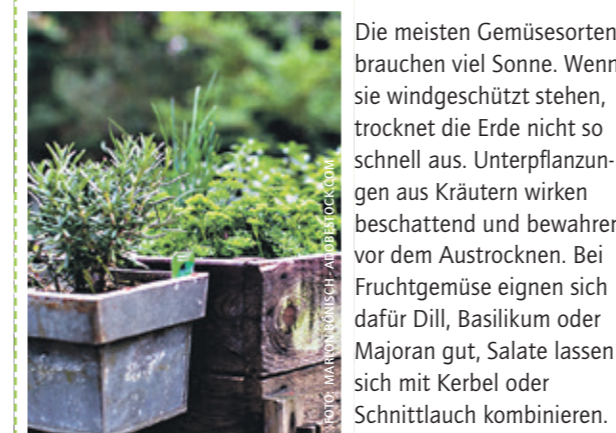 Die meisten Gemüsesorten
brauchen viel Sonne. Wenn
sie windgeschützt stehen,
trocknet die Erde nicht so
schnell aus. Unterpflanzun-
gen aus Kräutern wirken
beschattend und bewahren
vor dem Austrocknen. Bei
Fruchtgemüse eignen sich
dafür Dill, Basilikum oder
Majoran gut, Salate lassen
sich mit Kerbel oder
Schnittlauch kombinieren.
FOTO: MARION BÖNISCH - ADOBESTOCK.COM